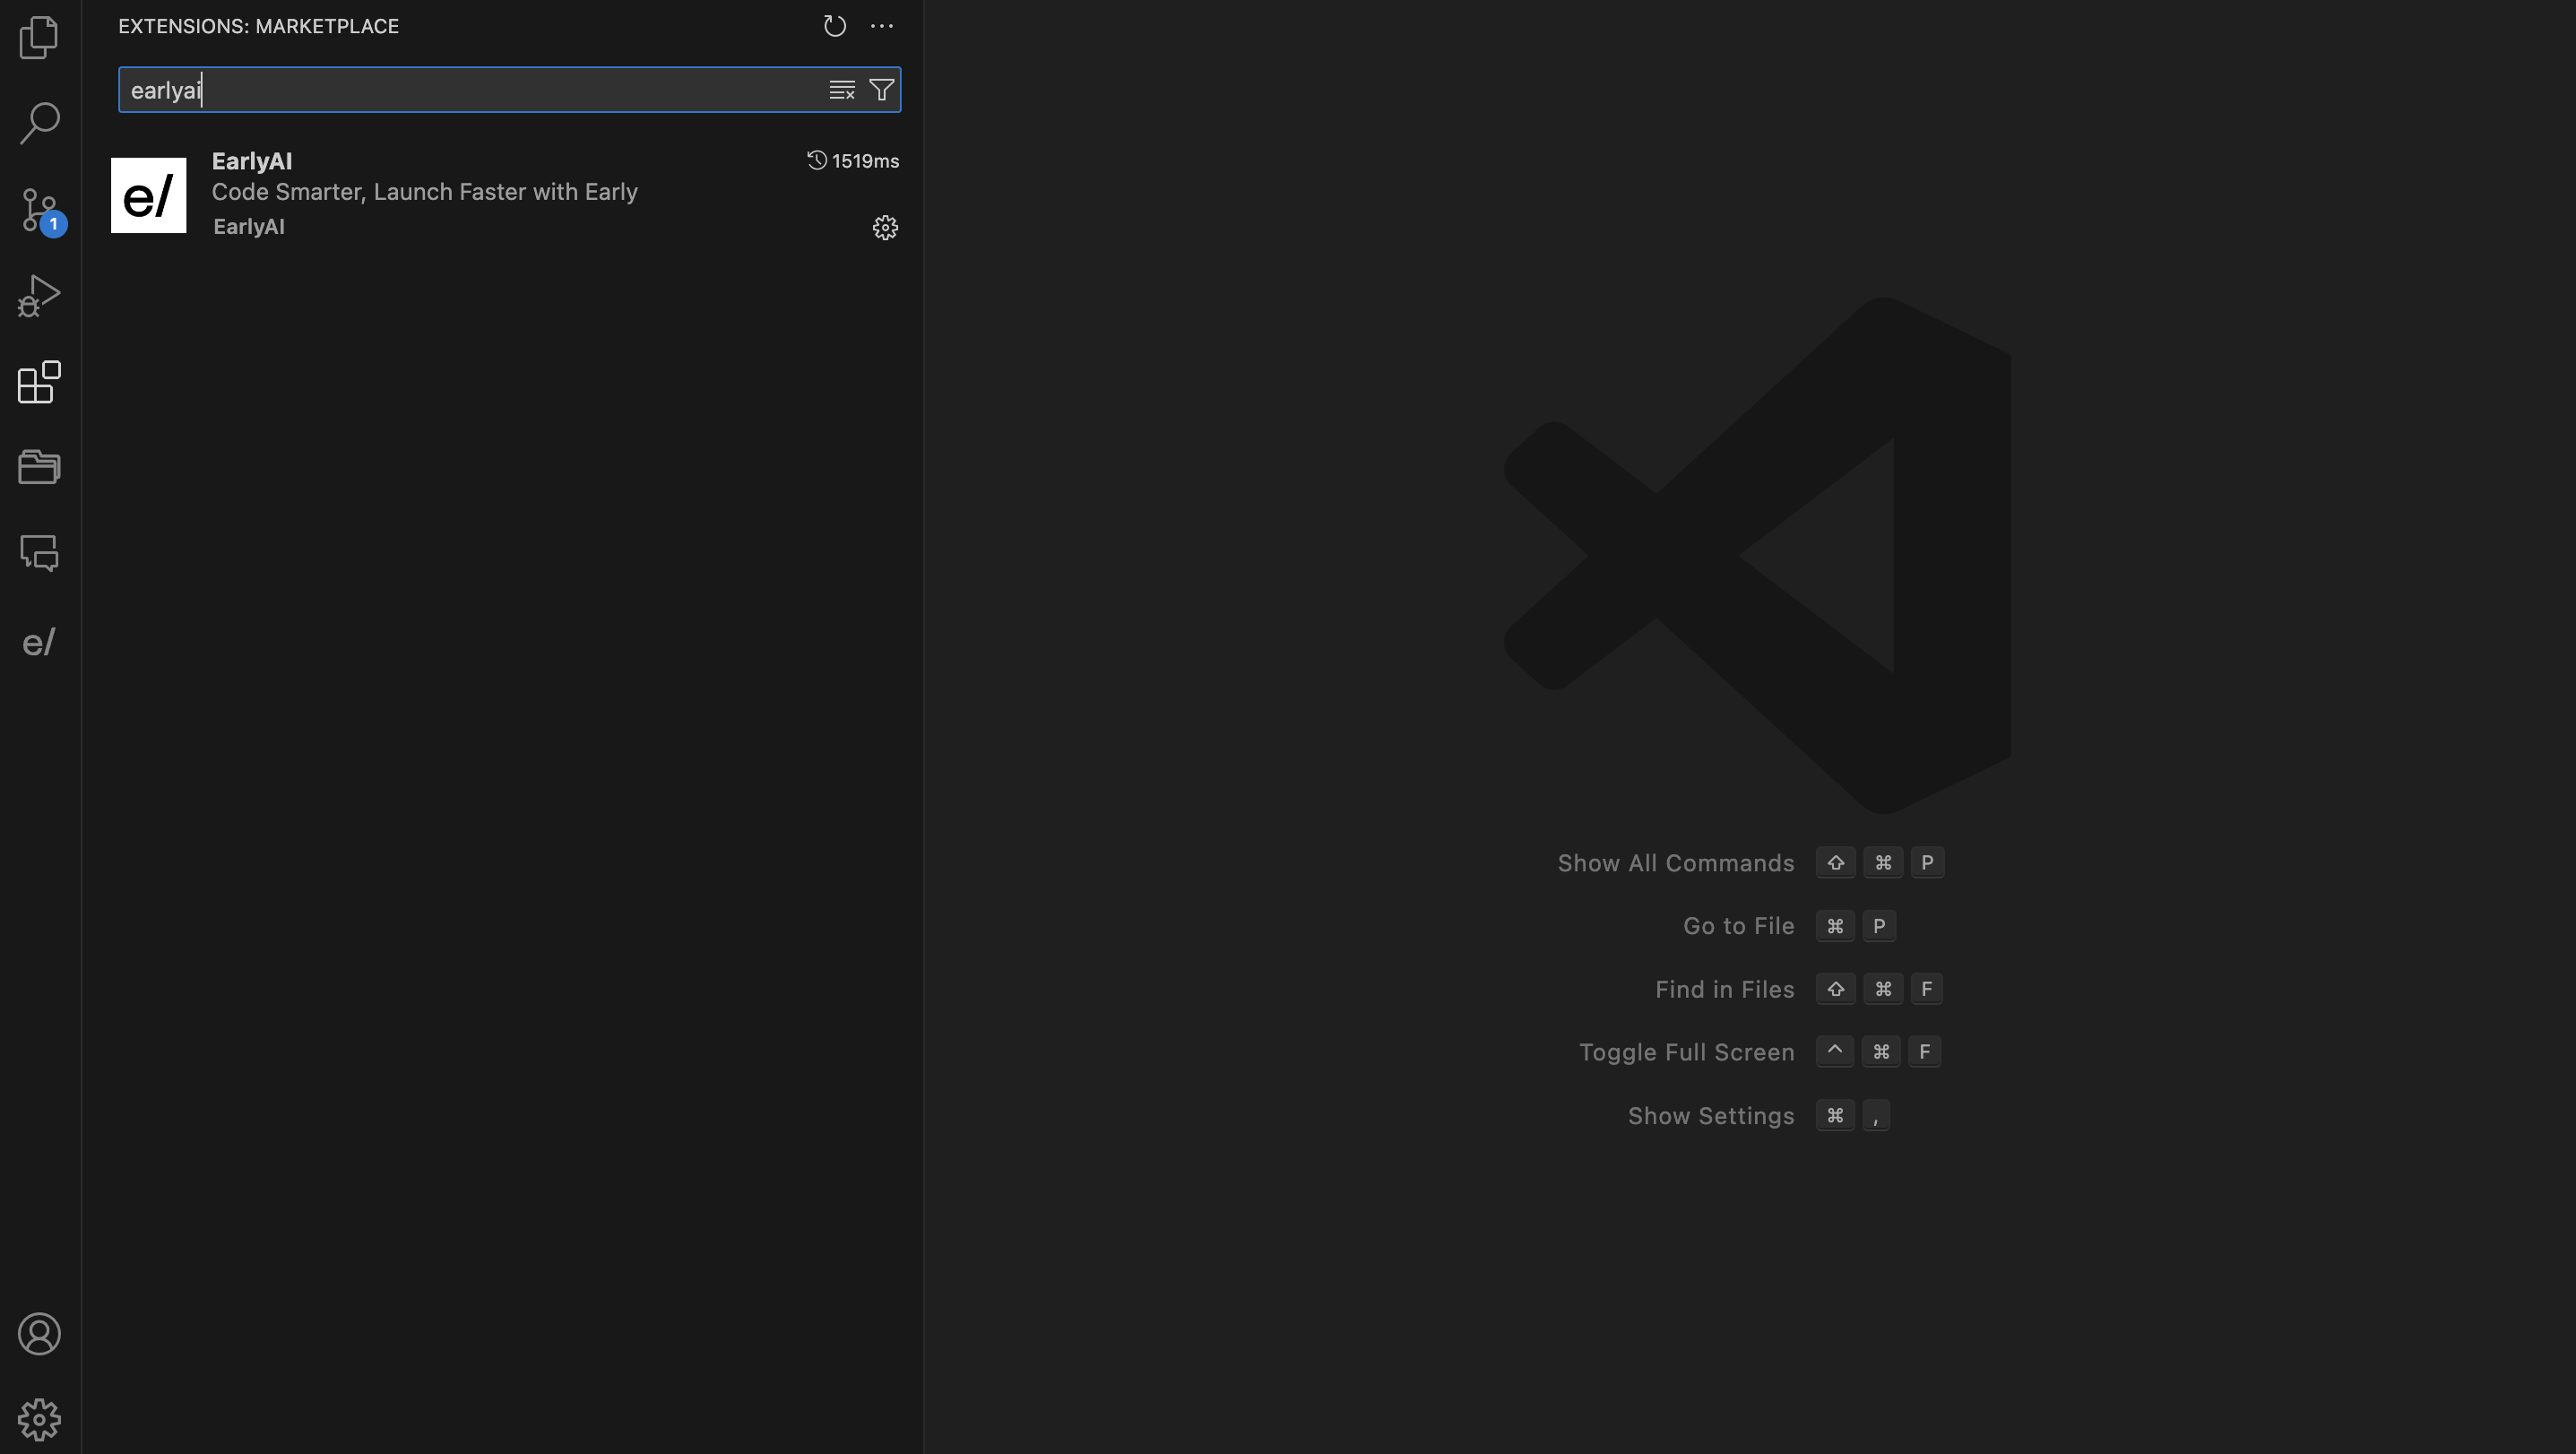 EXTENSIONS: MARKETPLACE
earlyai
e/
EarlyAI
1519ms
Code Smarter, Launch Faster with Early
EarlyAI
1
e/
Show All Commands ⇧ ⌘ P
Go to File ⌘ P
Find in Files ⇧ ⌘ F
Toggle Full Screen ^ ⌘ F
Show Settings ⌘ ,